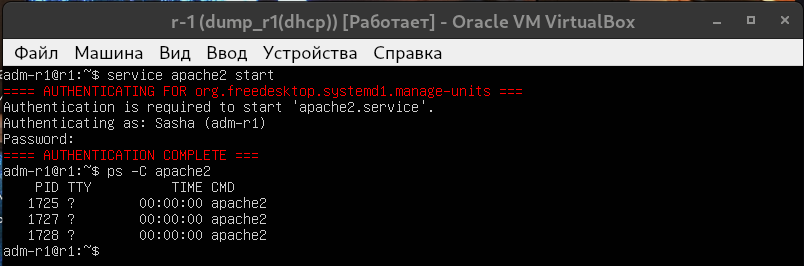 r-1 (dump_r1(dhcp)) [Работает] - Oracle VM VirtualBox
Файл Машина Вид Ввод Устройства Справка
adm-r1@r1:~$ service apache2 start
==== AUTHENTICATING FOR org.freedesktop.systemd1.manage-units ===
Authentication is required to start 'apache2.service'.
Authenticating as: Sasha (adm-r1)
Password:
==== AUTHENTICATION COMPLETE ===
adm-r1@r1:~$ ps -C apache2
PID TTY TIME CMD
1725 ? 00:00:00 apache2
1727 ? 00:00:00 apache2
1728 ? 00:00:00 apache2
adm-r1@r1:~$